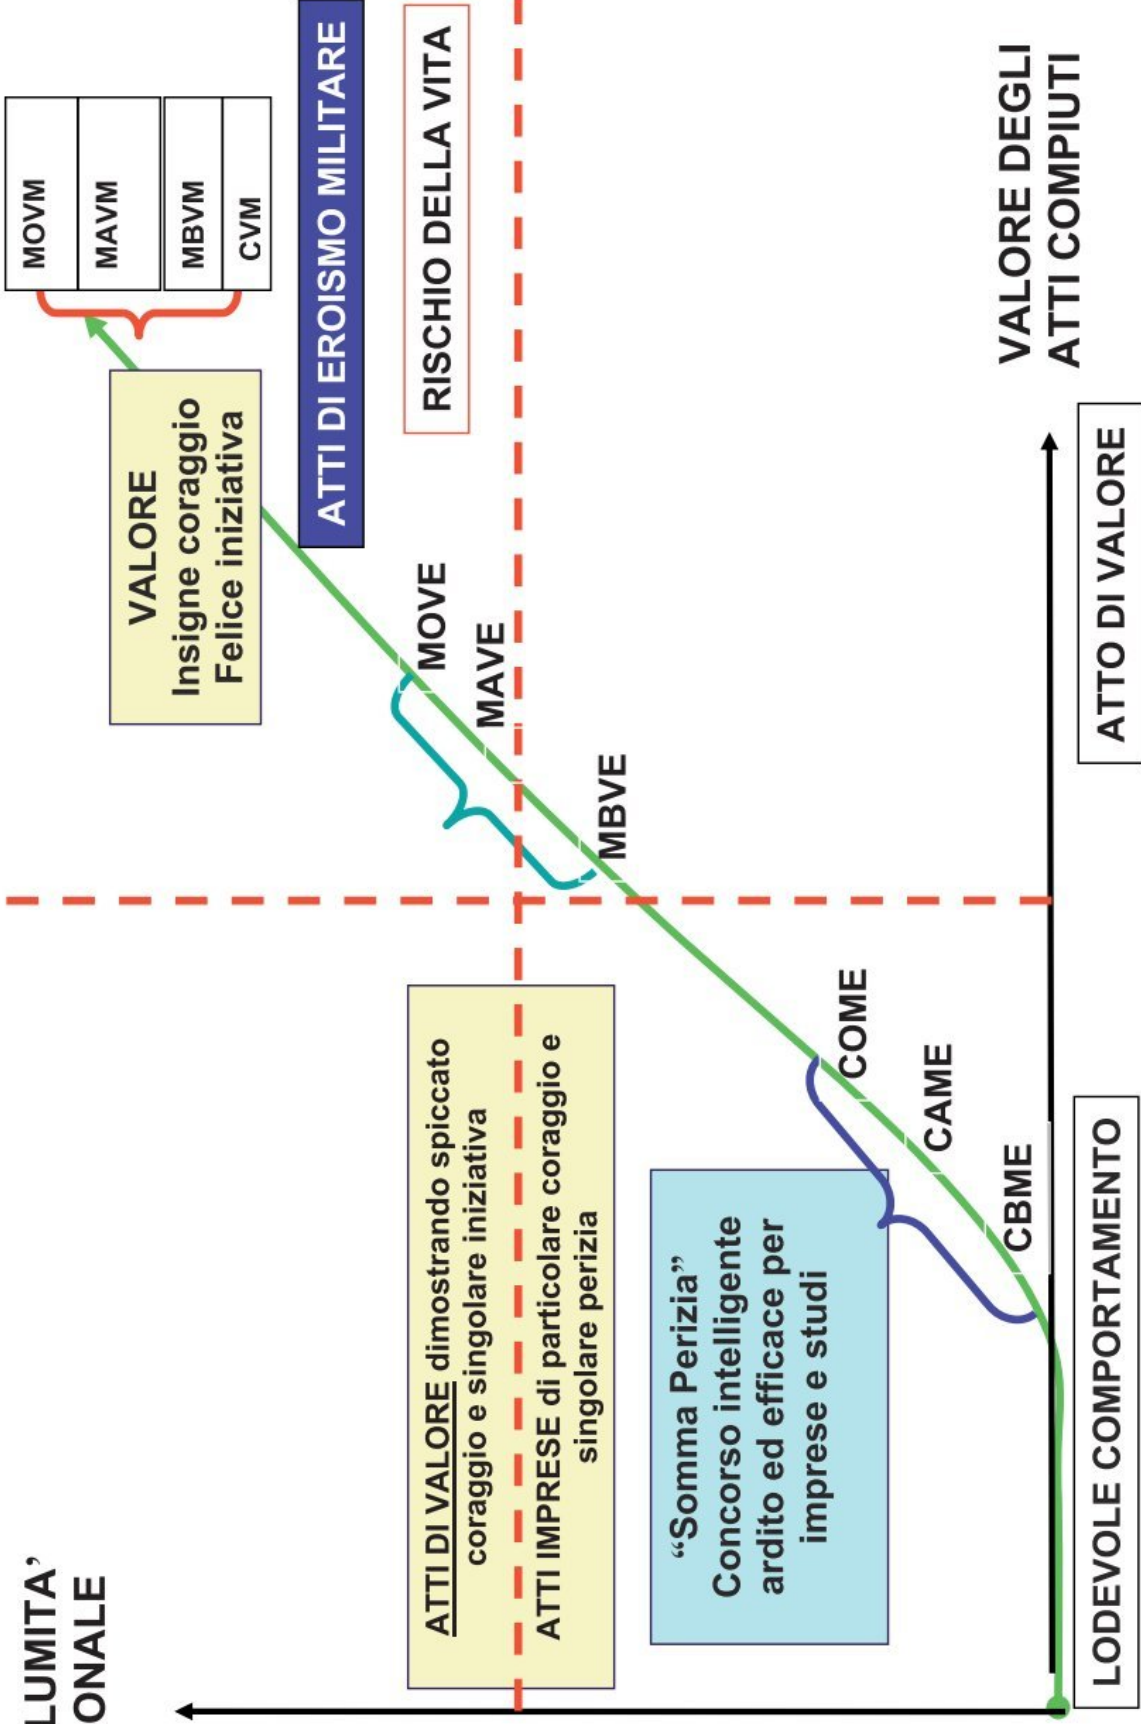 LUMITA’
ONALE
MOVM
MAVM
MBVM
CVM
VALORE
Insigne coraggio
Felice iniziativa
ATTI DI EROISMO MILITARE
RISCHIO DELLA VITA
MOVE
MAVE
MBVE
ATTI DI VALORE dimostrando spiccato
coraggio e singolare iniziativa
ATTI IMPRESE di particolare coraggio e
singolare perizia
“Somma Perizia”
Concorso intelligente
ardito ed efficace per
imprese e studi
COME
CAME
CBME
VALORE DEGLI
ATTI COMPIUTI
LODEVOLE COMPORTAMENTO
ATTO DI VALORE